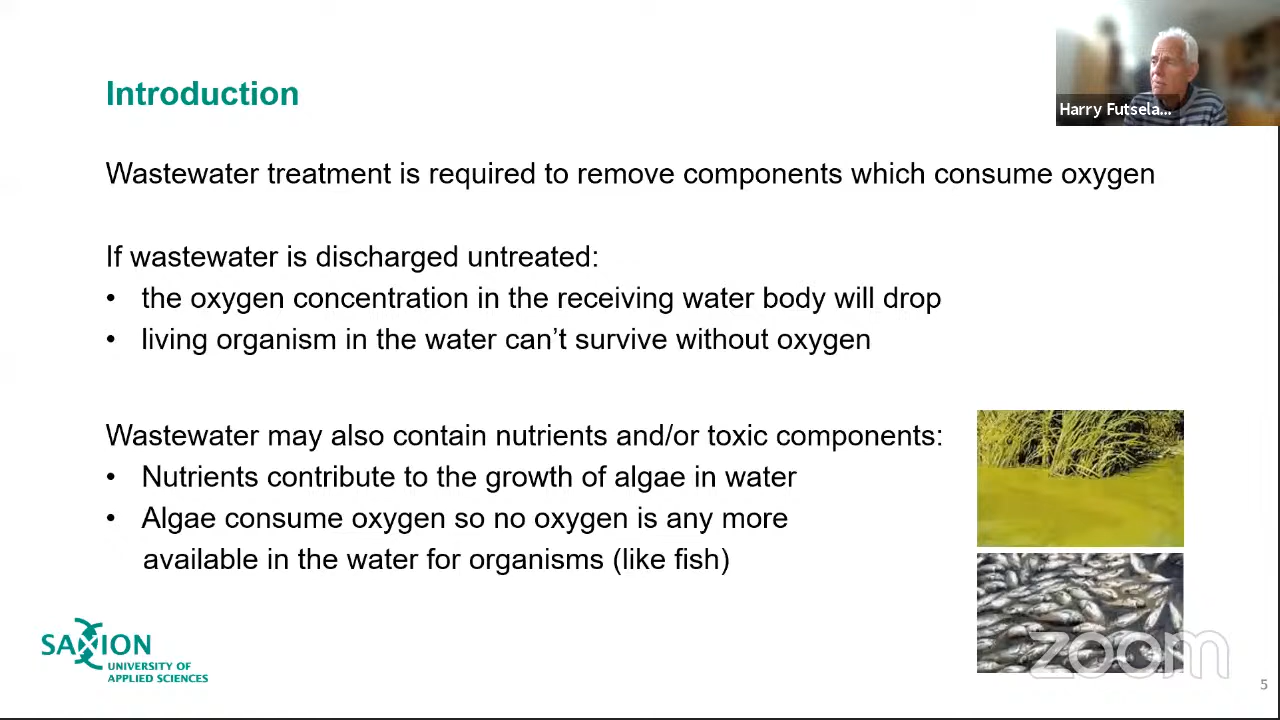 Introduction
Harry Futsela...
Wastewater treatment is required to remove components which consume oxygen
If wastewater is discharged untreated:
• the oxygen concentration in the receiving water body will drop
• living organism in the water can’t survive without oxygen
Wastewater may also contain nutrients and/or toxic components:
• Nutrients contribute to the growth of algae in water
• Algae consume oxygen so no oxygen is any more
available in the water for organisms (like fish)
SAXION
UNIVERSITY OF
APPLIED SCIENCES
zoom
5